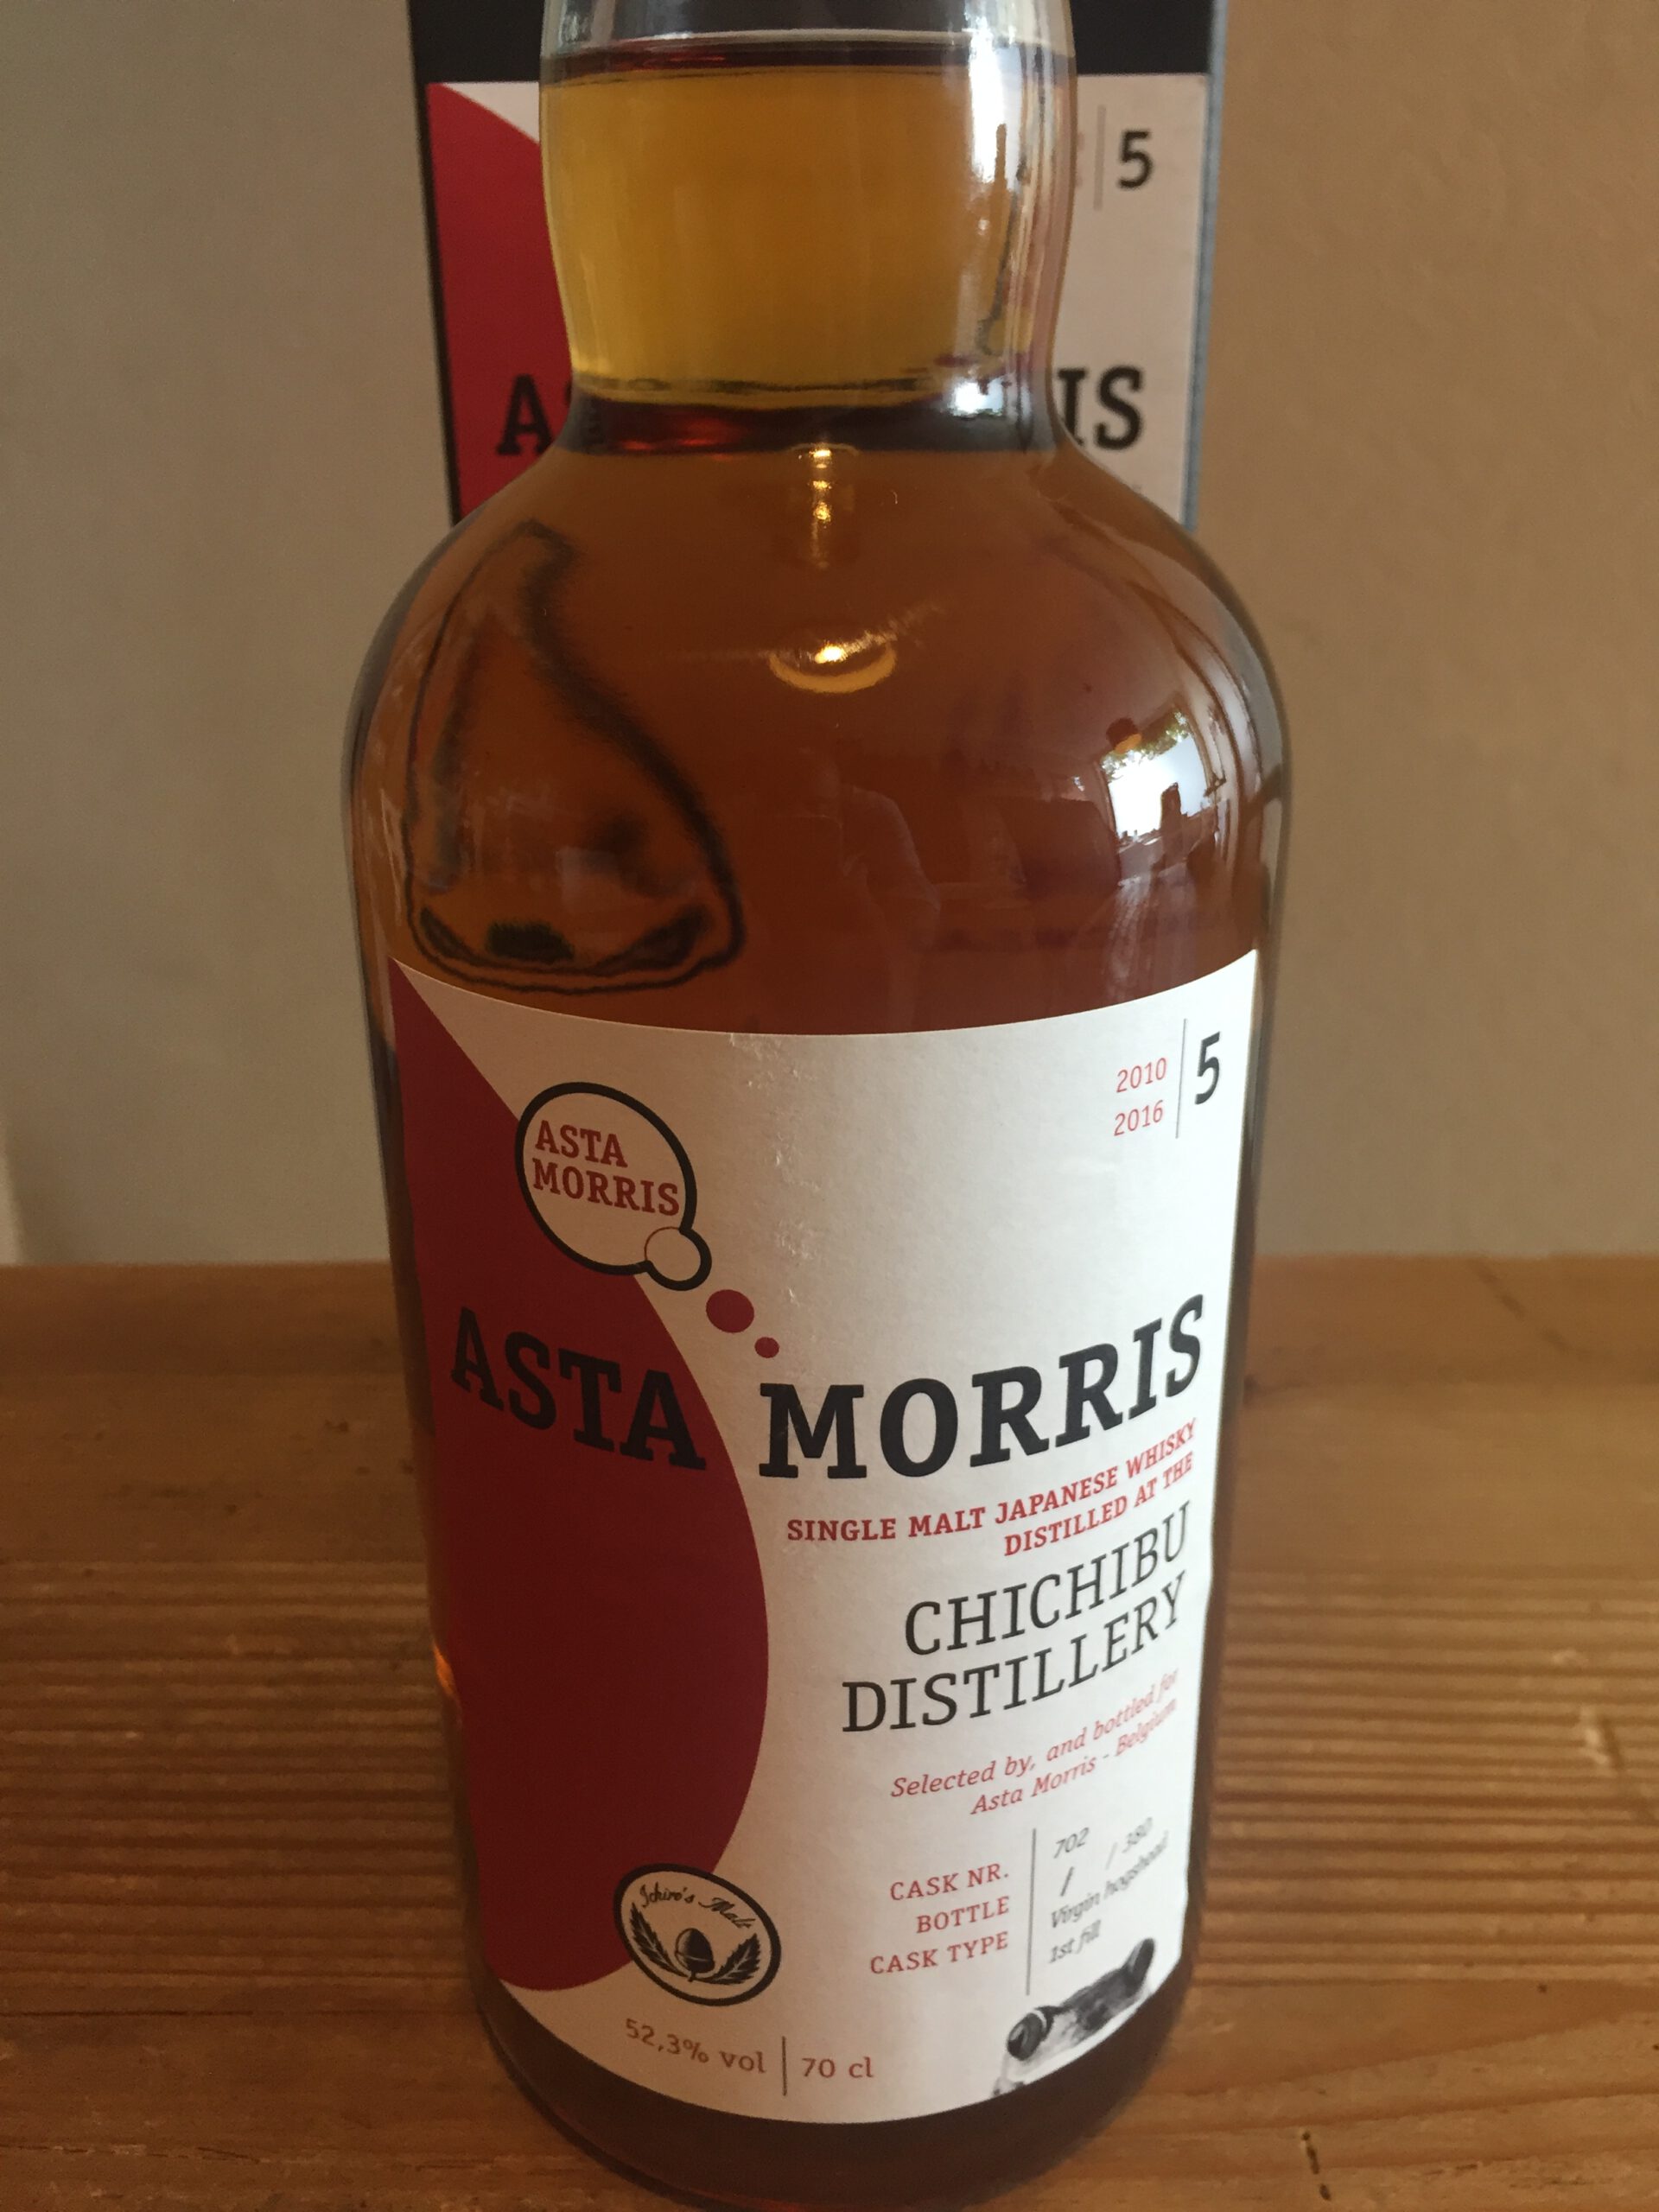 5
AS
IS
2010
2016
5
ASTA
MORRIS
ASTA MORRIS
SINGLE MALT JAPANESE WHISKY
DISTILLED AT THE
CHICHIBU
DISTILLERY
Selected by, and bottled for
Asta Morris - Belgium
CASK NR. 702
BOTTLE / / 380
CASK TYPE Virgin hogshead
1st fill
Ichiro's Malt
52,3% vol 70 cl